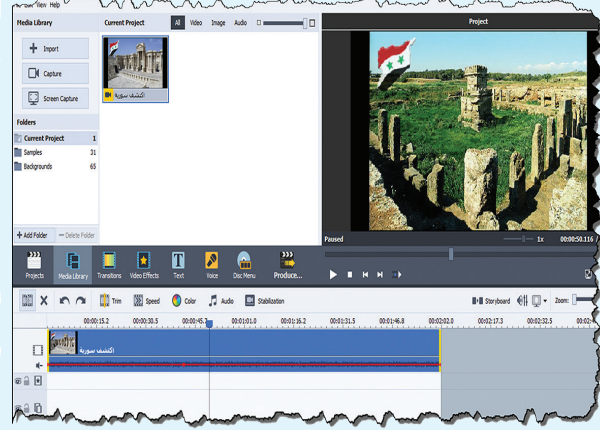 View Help
Media Library
Current Project
All Video Image Audio
Project
Import
Capture
Screen Capture
اكتشف سورية
Folders
Current Project 1
Samples 31
Backgrounds 65
+ Add Folder
− Delete Folder
Paused
1x
00:00:50.116 /
Projects
Media Library
Transitions
Video Effects
Text
Voice
Disc Menu
Produce...
Trim
Speed
Color
Audio
Stabilization
Storyboard
Zoom:
00:00:15.2 00:00:30.5 00:00:45.7 00:01:01.0 00:01:16.2 00:01:31.5 00:01:46.8 00:02:02.0 00:02:17.3 00:02:32.5
اكتشف سورية